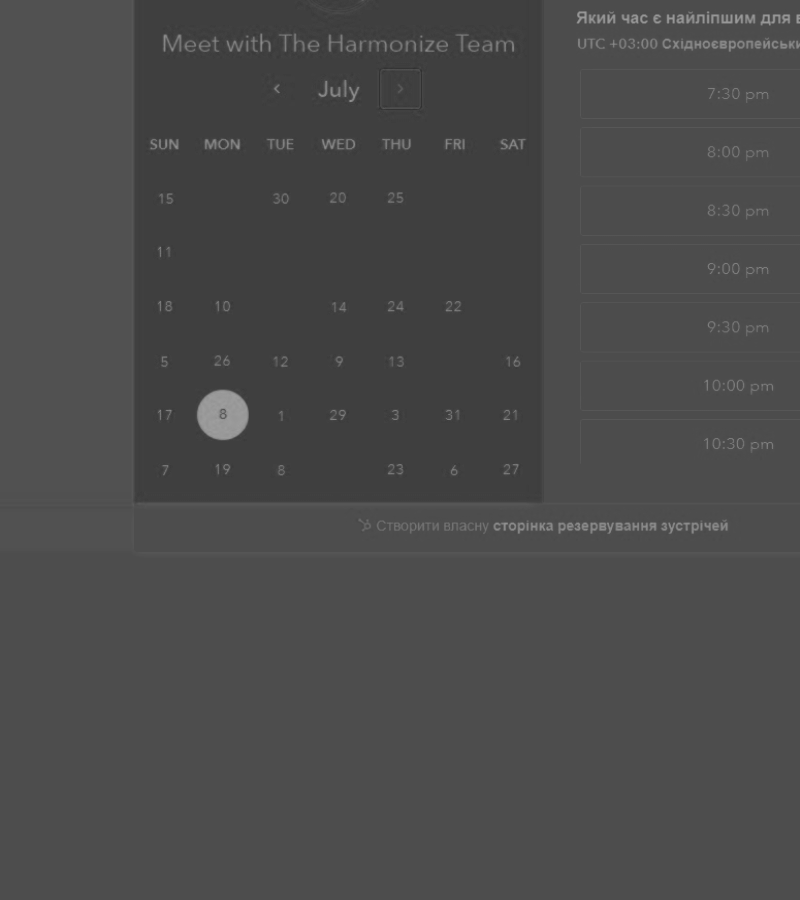 Meet with The Harmonize Team
July
SUN MON TUE WED THU FRI SAT
15 30 20 25
11
18 10 14 24 22
5 26 12 9 13 16
17 8 1 29 3 31 21
7 19 8 23 6 27
Який час є найліпшим для
UTC +03:00 Східноєвропейськи
7:30 pm
8:00 pm
8:30 pm
9:00 pm
9:30 pm
10:00 pm
10:30 pm
Створити власну сторінка резервування зустрічей